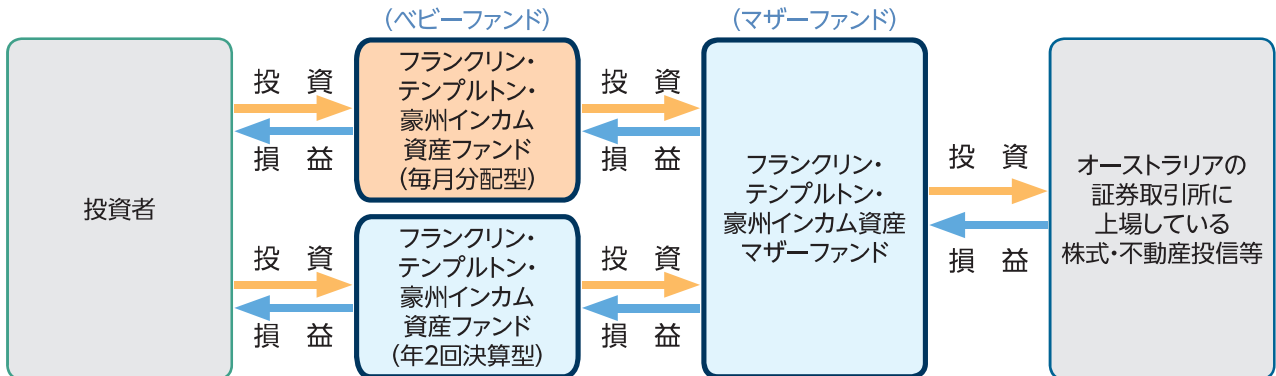 (ベビーファンド)
(マザーファンド)
投資者
投 資
損 益
フランクリン・
テンプルトン・
豪州インカム
資産ファンド
(毎月分配型)
投 資
損 益
投 資
損 益
フランクリン・
テンプルトン・
豪州インカム
資産ファンド
(年2回決算型)
投 資
損 益
フランクリン・
テンプルトン・
豪州インカム資産
マザーファンド
投 資
損 益
オーストラリアの
証券取引所に
上場している
株式・不動産投信等